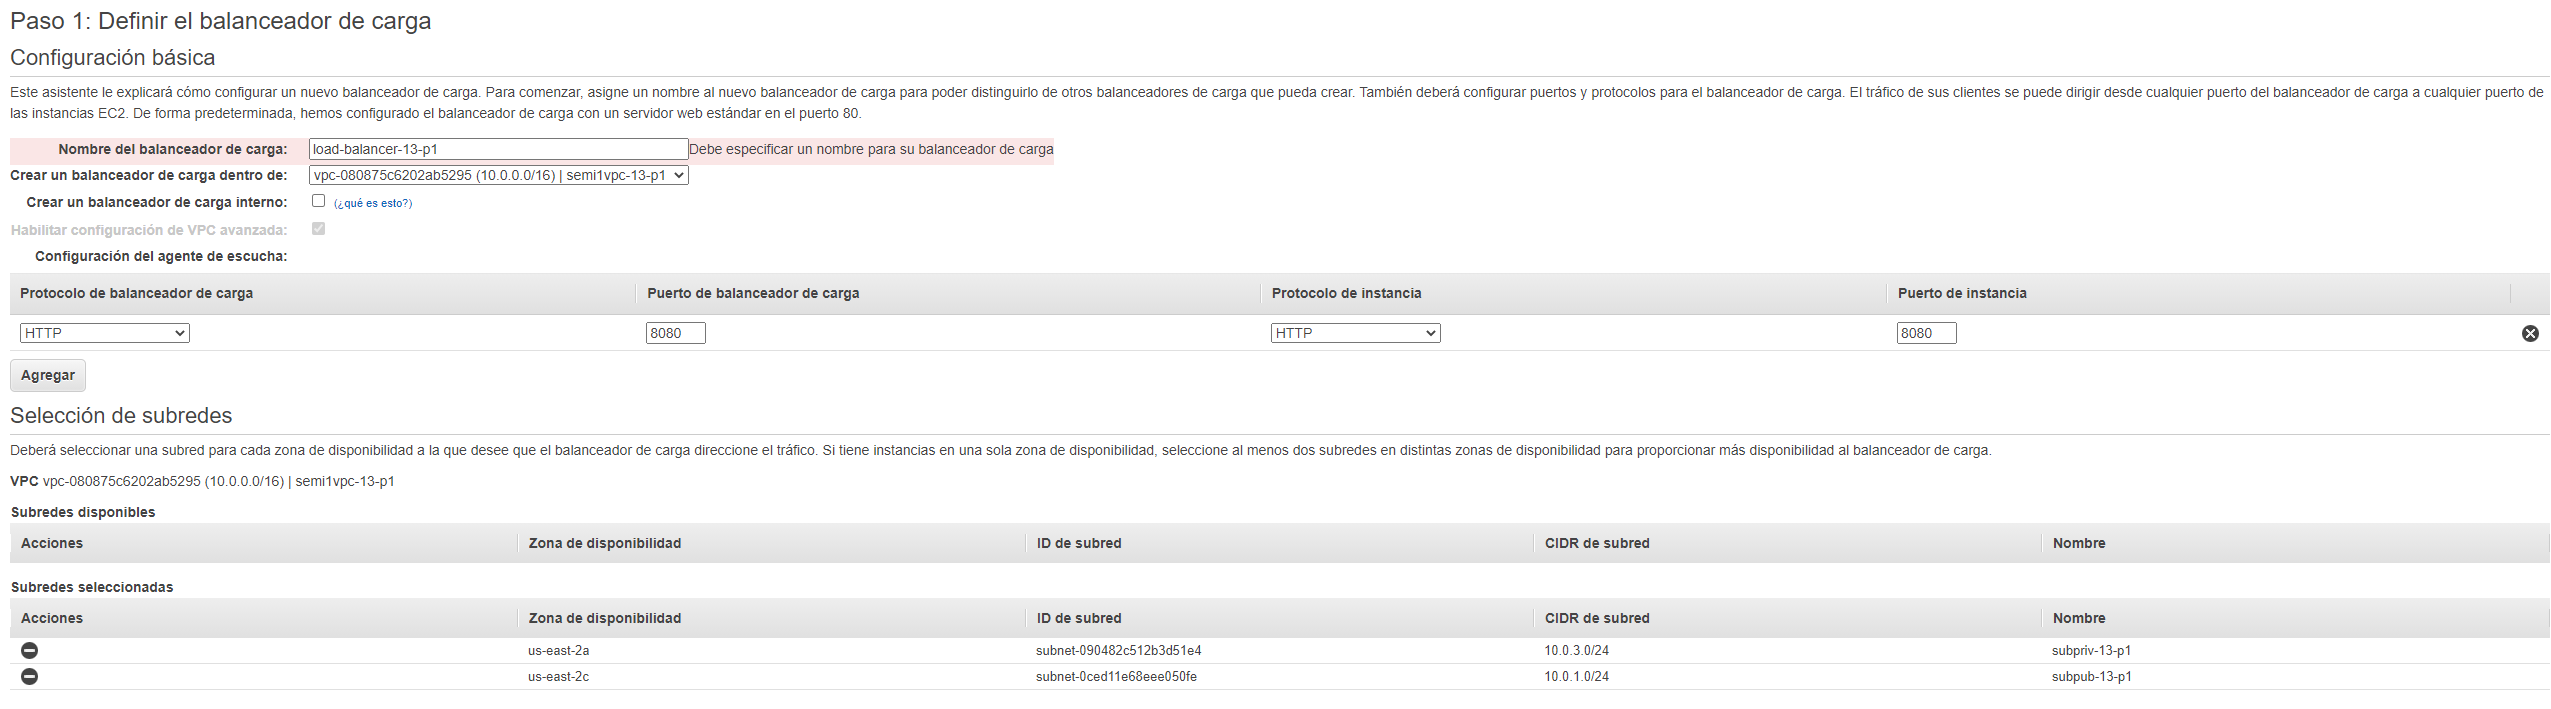 Paso 1: Definir el balanceador de carga
Configuración básica
Este asistente le explicará cómo configurar un nuevo balanceador de carga. Para comenzar, asigne un nombre al nuevo balanceador de carga para poder distinguirlo de otros balanceadores de carga que pueda crear. También deberá configurar puertos y protocolos para el balanceador de carga. El tráfico de sus clientes se puede dirigir desde cualquier puerto del balanceador de carga a cualquier puerto de
las instancias EC2. De forma predeterminada, hemos configurado el balanceador de carga con un servidor web estándar en el puerto 80.
Nombre del balanceador de carga: load-balancer-13-p1 Debe especificar un nombre para su balanceador de carga
Crear un balanceador de carga dentro de: vpc-080875c6202ab5295 (10.0.0.0/16) | semi1vpc-13-p1
Crear un balanceador de carga interno: (¿qué es esto?)
Habilitar configuración de VPC avanzada:
Configuración del agente de escucha:
Protocolo de balanceador de carga Puerto de balanceador de carga Protocolo de instancia Puerto de instancia
HTTP 8080 HTTP 8080
Agregar
Selección de subredes
Deberá seleccionar una subred para cada zona de disponibilidad a la que desee que el balanceador de carga direccione el tráfico. Si tiene instancias en una sola zona de disponibilidad, seleccione al menos dos subredes en distintas zonas de disponibilidad para proporcionar más disponibilidad al balanceador de carga.
VPC vpc-080875c6202ab5295 (10.0.0.0/16) | semi1vpc-13-p1
Subredes disponibles
Acciones Zona de disponibilidad ID de subred CIDR de subred Nombre
Subredes seleccionadas
Acciones Zona de disponibilidad ID de subred CIDR de subred Nombre
us-east-2a subnet-090482c512b3d51e4 10.0.3.0/24 subpriv-13-p1
us-east-2c subnet-0ced11e68eee050fe 10.0.1.0/24 subpub-13-p1